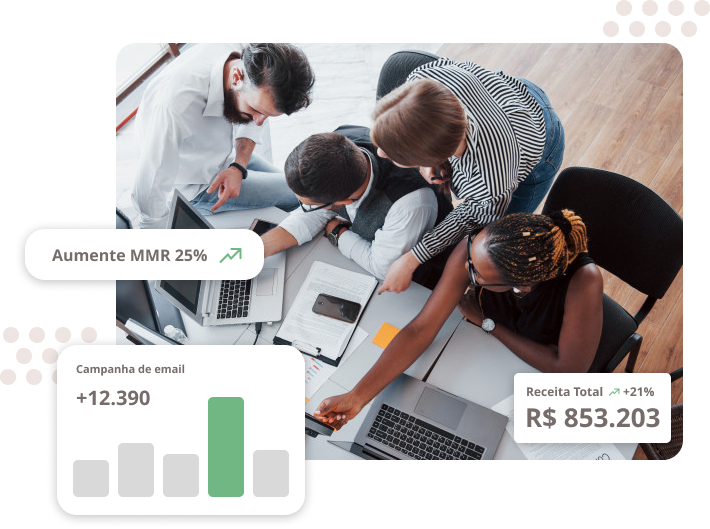 Aumente MMR 25%
Campanha de email
+12.390
Receita Total +21%
R$ 853.203